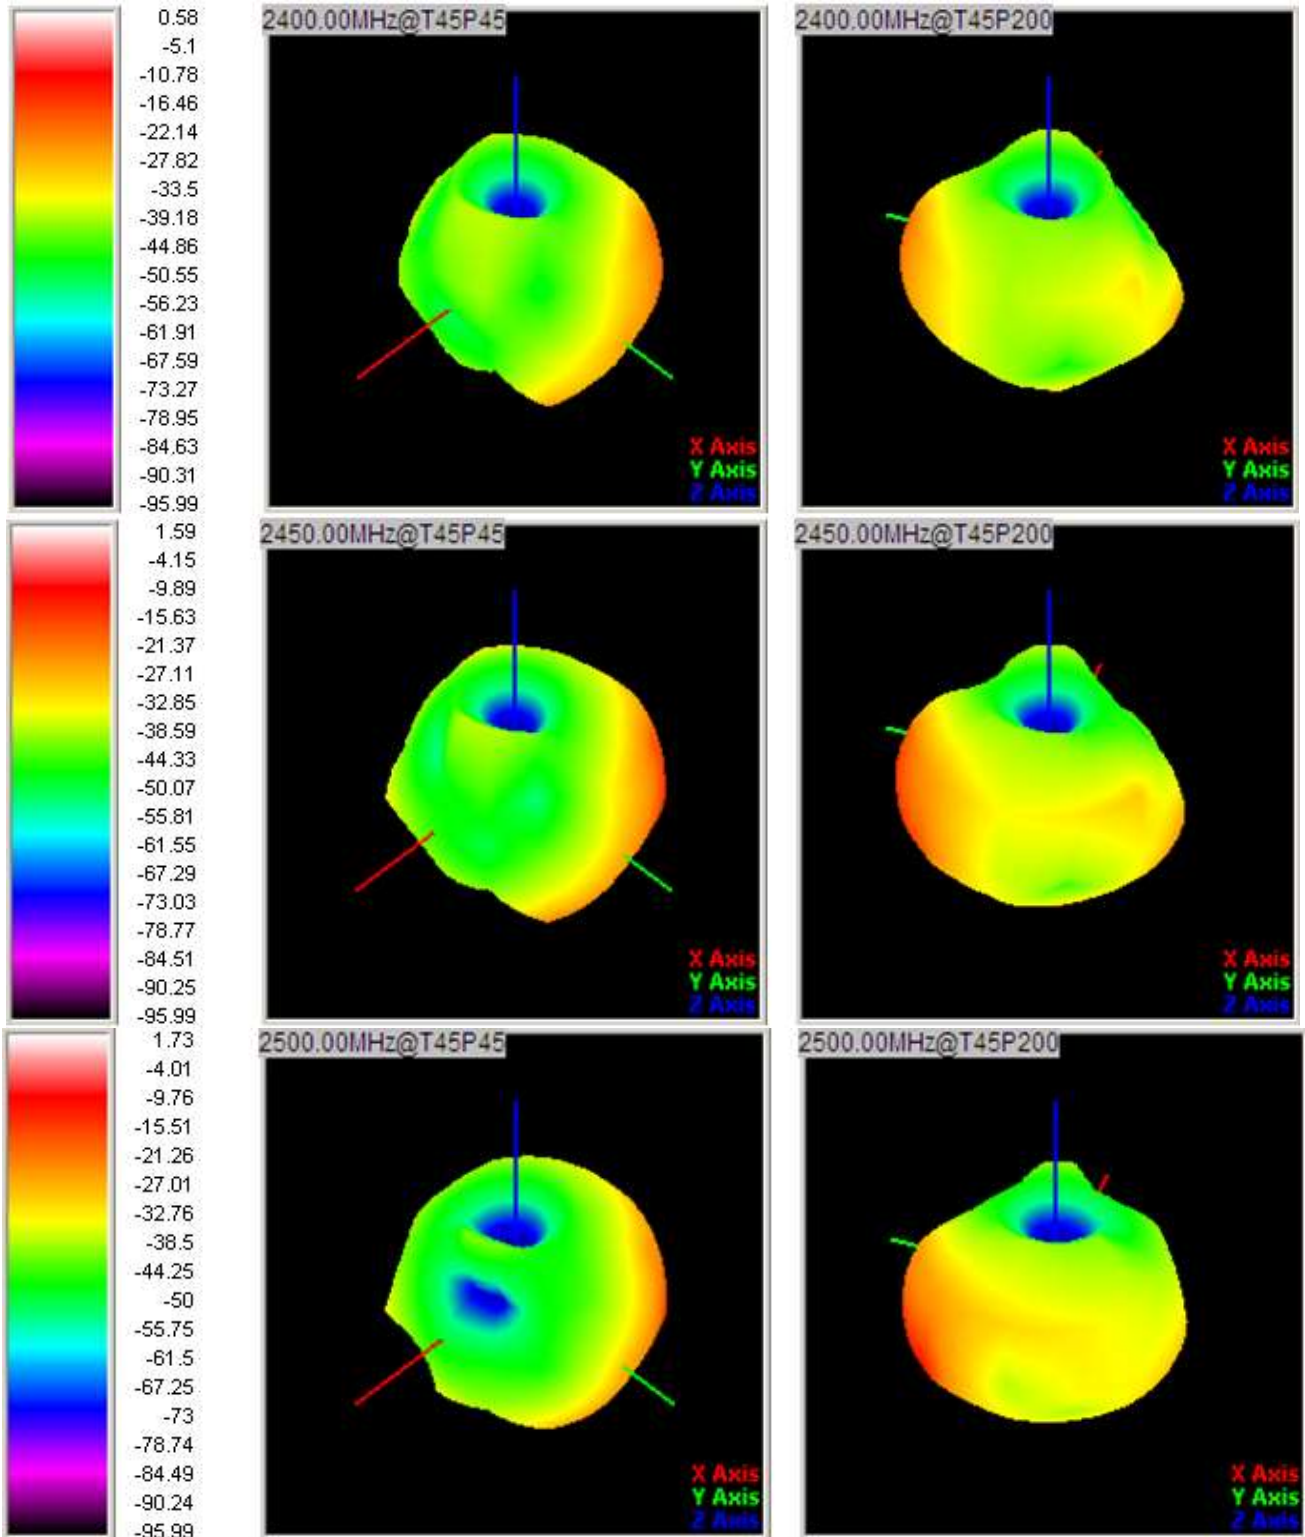 0.58
-5.1
-10.78
-16.46
-22.14
-27.82
-33.5
-39.18
-44.86
-50.55
-56.23
-61.91
-67.59
-73.27
-78.95
-84.63
-90.31
-95.99
2400.00MHz@T45P45
X Axis
Y Axis
Z Axis
2400.00MHz@T45P200
X Axis
Y Axis
Z Axis
1.59
-4.15
-9.89
-15.63
-21.37
-27.11
-32.85
-38.59
-44.33
-50.07
-55.81
-61.55
-67.29
-73.03
-78.77
-84.51
-90.25
-95.99
2450.00MHz@T45P45
X Axis
Y Axis
Z Axis
2450.00MHz@T45P200
X Axis
Y Axis
Z Axis
1.73
-4.01
-9.76
-15.51
-21.26
-27.01
-32.76
-38.5
-44.25
-50
-55.75
-61.5
-67.25
-73
-78.74
-84.49
-90.24
-95.99
2500.00MHz@T45P45
X Axis
Y Axis
Z Axis
2500.00MHz@T45P200
X Axis
Y Axis
Z Axis